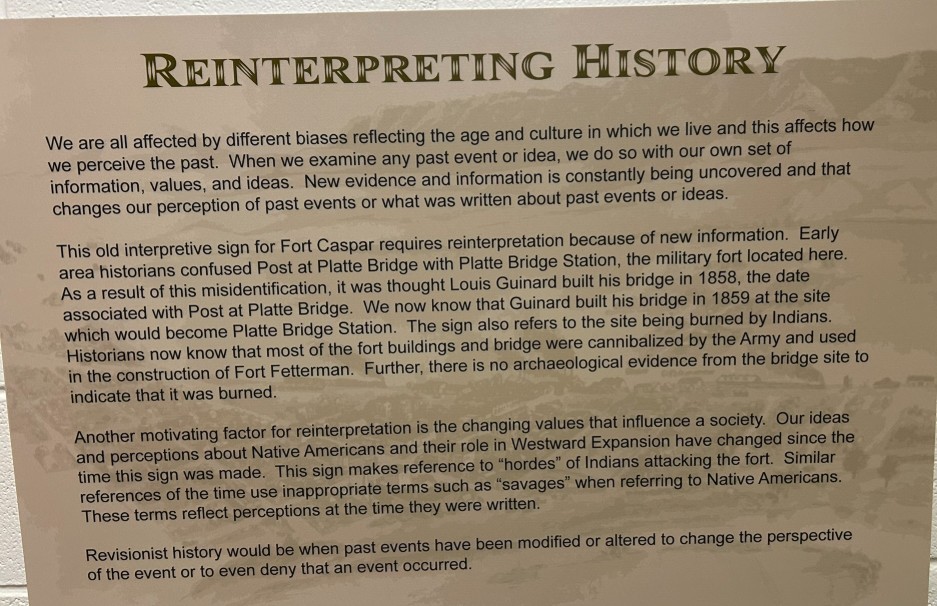 REINTERPRETING HISTORY
We are all affected by different biases reflecting the age and culture in which we live and this affects how
we perceive the past. When we examine any past event or idea, we do so with our own set of
information, values, and ideas. New evidence and information is constantly being uncovered and that
changes our perception of past events or what was written about past events or ideas.
This old interpretive sign for Fort Caspar requires reinterpretation because of new information. Early
area historians confused Post at Platte Bridge with Platte Bridge Station, the military fort located here.
As a result of this misidentification, it was thought Louis Guinard built his bridge in 1858, the date
associated with Post at Platte Bridge. We now know that Guinard built his bridge in 1859 at the site
which would become Platte Bridge Station. The sign also refers to the site being burned by Indians.
Historians now know that most of the fort buildings and bridge were cannibalized by the Army and used
in the construction of Fort Fetterman. Further, there is no archaeological evidence from the bridge site to
indicate that it was burned.
Another motivating factor for reinterpretation is the changing values that influence a society. Our ideas
and perceptions about Native Americans and their role in Westward Expansion have changed since the
time this sign was made. This sign makes reference to “hordes” of Indians attacking the fort. Similar
references of the time use inappropriate terms such as “savages” when referring to Native Americans.
These terms reflect perceptions at the time they were written.
Revisionist history would be when past events have been modified or altered to change the perspective
of the event or to even deny that an event occurred.